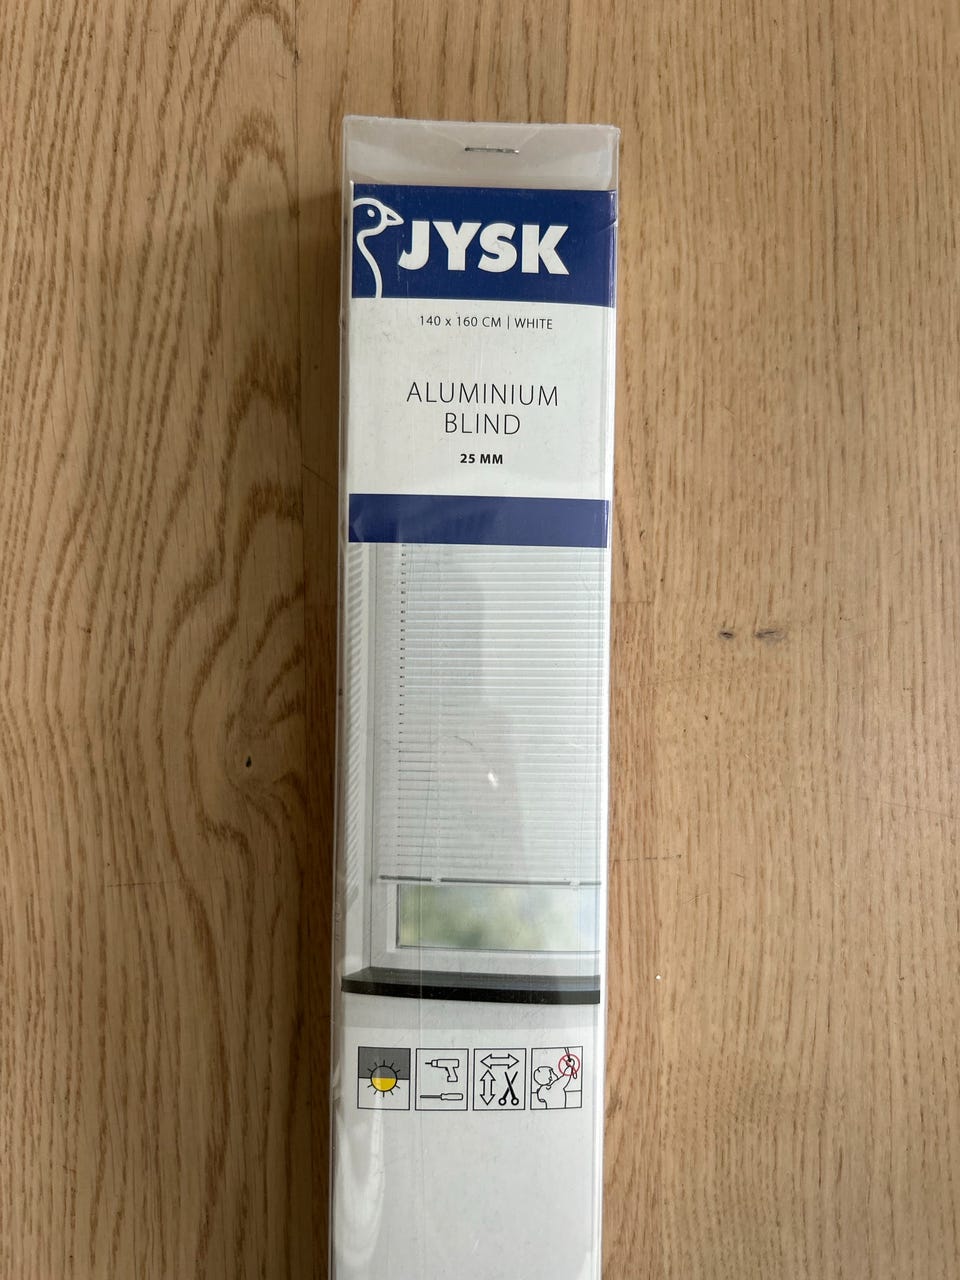 JYSK
140 x 160 CM | WHITE
ALUMINIUM
BLIND
25 MM